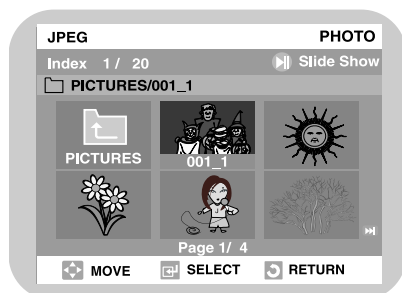 JPEG PHOTO
Index 1 / 20 Slide Show
PICTURES/001_1
PICTURES 001_1
Page 1/ 4
MOVE SELECT RETURN